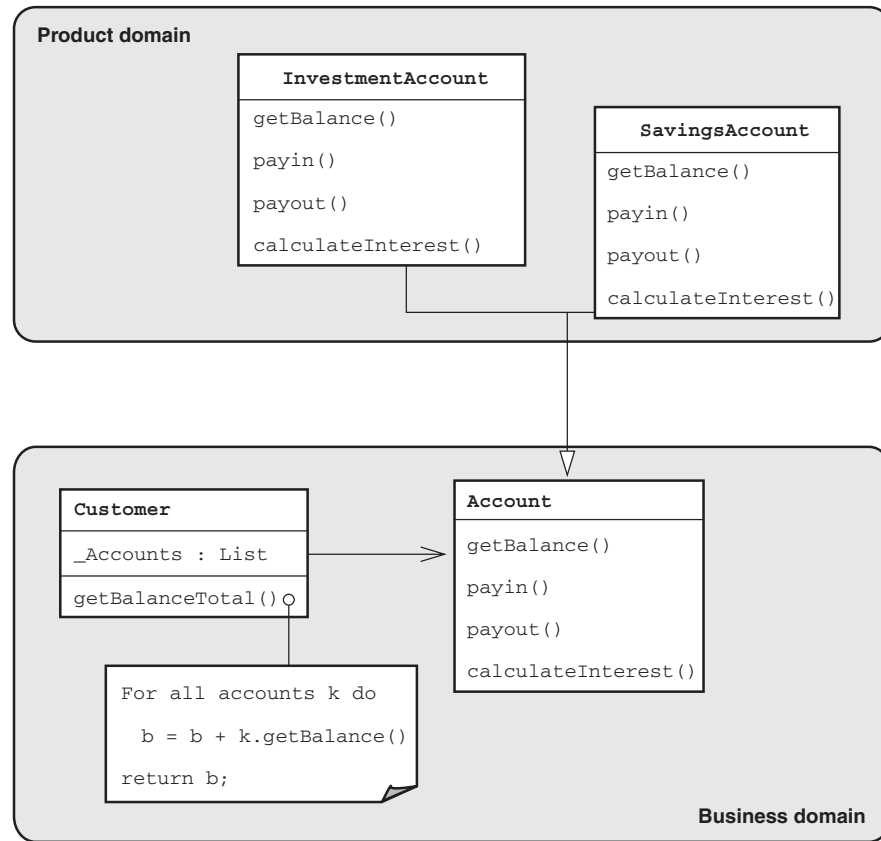 Product domain
InvestmentAccount
getBalance()
payin()
payout()
calculateInterest()
SavingsAccount
getBalance()
payin()
payout()
calculateInterest()
Customer
_Accounts : List
getBalanceTotal()
For all accounts k do
b = b + k.getBalance()
return b;
Account
getBalance()
payin()
payout()
calculateInterest()
Business domain